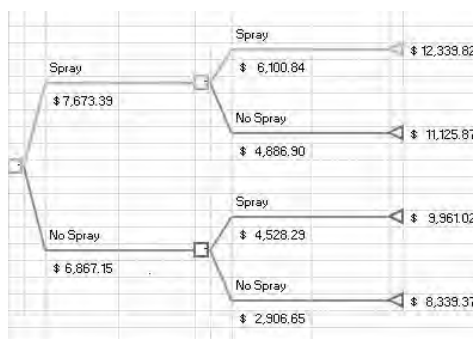 Spray
$ 12,339.82
Spray
$ 6,100.84
$ 7,673.39
No Spray
$ 11,125.87
$ 4,886.90
Spray
$ 9,961.02
No Spray
$ 4,528.29
$ 6,867.15
No Spray
$ 8,339.37
$ 2,906.65